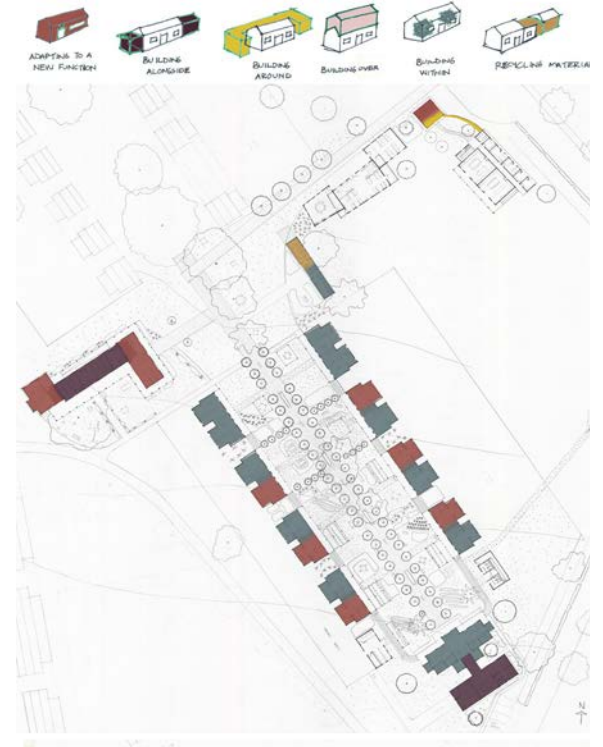 ADAPTING TO A
NEW FUNCTION
BUILDING
ALONGSIDE
BUILDING
AROUND
BUILDING OVER
BUILDING
WITHIN
RECYCLING MATERIAL
N